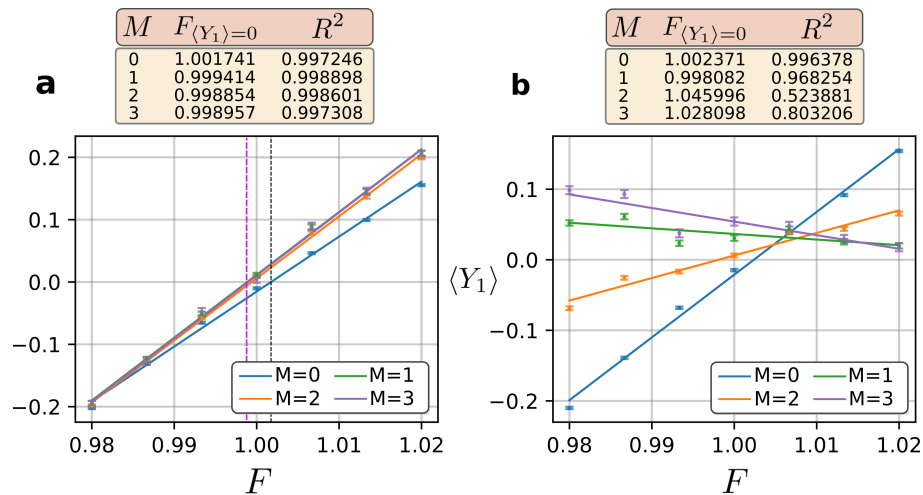 M F⟨Y₁⟩=0 R²
0 1.001741 0.997246
1 0.999414 0.998898
2 0.998854 0.998601
3 0.998957 0.997308
a
0.2
0.1
0.0
−0.1
−0.2
0.98 0.99 1.00 1.01 1.02
F
M=0 M=1
M=2 M=3
M F⟨Y₁⟩=0 R²
0 1.002371 0.996378
1 0.998082 0.968254
2 1.045996 0.523881
3 1.028098 0.803206
b
⟨Y₁⟩
0.1
0.0
−0.1
−0.2
0.98 0.99 1.00 1.01 1.02
F
M=0 M=1
M=2 M=3